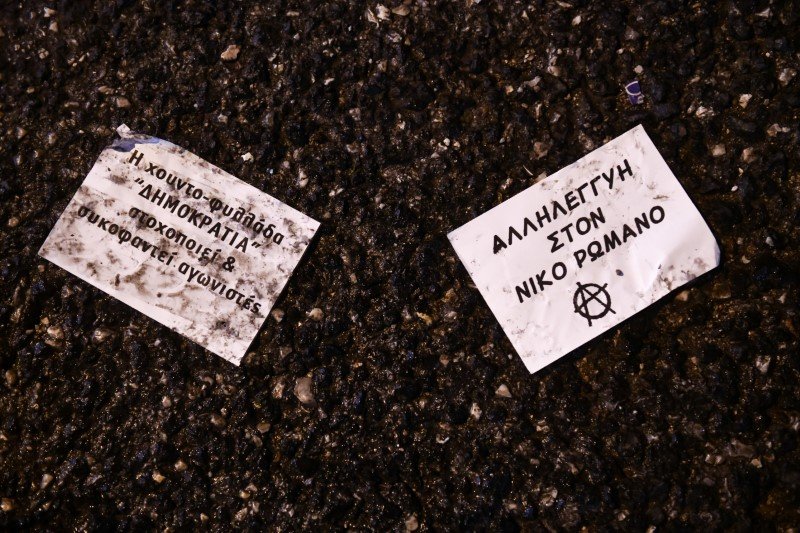 Η χουντο-φυλλάδα
"ΔΗΜΟΚΡΑΤΙΑ"
στοχοποιεί &
συκοφαντεί αγωνιστές
ΑΛΛΗΛΕΓΓΥΗ
ΣΤΟΝ
ΝΙΚΟ ΡΩΜΑΝΟ